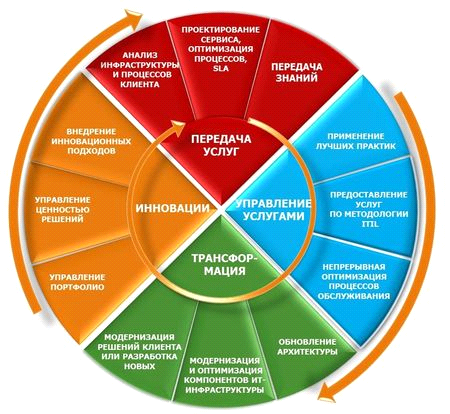 АНАЛИЗ
ИНФРАСТРУКТУРЫ
И ПРОЦЕССОВ
КЛИЕНТА
ПРОЕКТИРОВАНИЕ
СЕРВИСА,
ОПТИМИЗАЦИЯ
ПРОЦЕССОВ,
SLA
ПЕРЕДАЧА
ЗНАНИЙ
ПЕРЕДАЧА
УСЛУГ
ПРИМЕНЕНИЕ
ЛУЧШИХ ПРАКТИК
ПРЕДОСТАВЛЕНИЕ
УСЛУГ
ПО МЕТОДОЛОГИИ
ITIL
НЕПРЕРЫВНАЯ
ОПТИМИЗАЦИЯ
ПРОЦЕССОВ
ОБСЛУЖИВАНИЯ
УПРАВЛЕНИЕ
УСЛУГАМИ
ОБНОВЛЕНИЕ
АРХИТЕКТУРЫ
МОДЕРНИЗАЦИЯ
И ОПТИМИЗАЦИЯ
КОМПОНЕНТОВ ИТ-
ИНФРАСТРУКТУРЫ
МОДЕРНИЗАЦИЯ
РЕШЕНИЙ КЛИЕНТА
ИЛИ РАЗРАБОТКА
НОВЫХ
ТРАНСФОР-
МАЦИЯ
УПРАВЛЕНИЕ
ПОРТФОЛИО
УПРАВЛЕНИЕ
ЦЕННОСТЬЮ
РЕШЕНИЙ
ВНЕДРЕНИЕ
ИННОВАЦИОННЫХ
ПОДХОДОВ
ИННОВАЦИИ